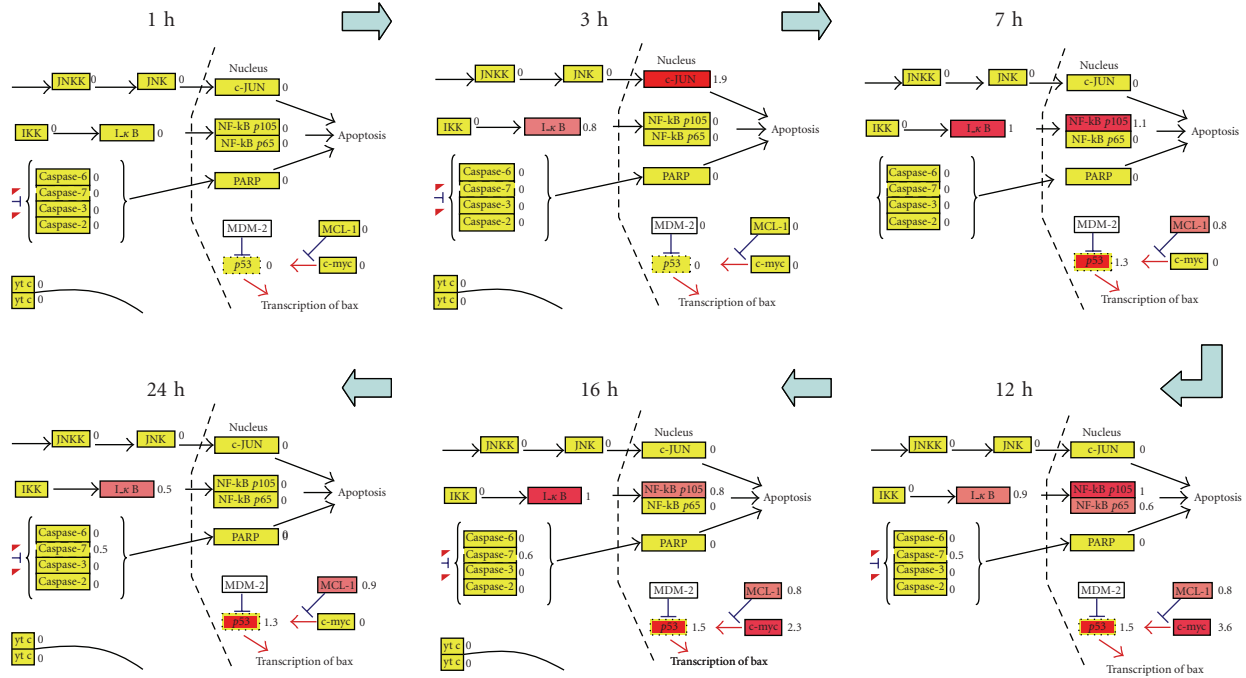 1 h
JNKK 0
JNK 0
Nucleus
c-JUN 0
IKK 0
I.κ B 0
NF-kB p105 0
NF-kB p65 0
Apoptosis
Caspase-6 0
Caspase-7 0
Caspase-3 0
Caspase-2 0
PARP 0
MDM-2
MCL-1 0
p53 0
c-myc 0
Transcription of bax
yt c 0
yt c 0
3 h
JNKK 0
JNK 0
Nucleus
c-JUN 1.9
IKK 0
I.κ B 0.8
NF-kB p105 0
NF-kB p65 0
Apoptosis
Caspase-6 0
Caspase-7 0
Caspase-3 0
Caspase-2 0
PARP 0
MDM-2 0
MCL-1 0
p53 0
c-myc 0
Transcription of bax
yt c 0
yt c 0
7 h
JNKK 0
JNK 0
Nucleus
c-JUN 0
IKK 0
I.κ B 1
NF-kB p105 1.1
NF-kB p65 0
Apoptosis
Caspase-6 0
Caspase-7 0
Caspase-3 0
Caspase-2 0
PARP 0
MDM-2
MCL-1 0.8
p53 1.3
c-myc 0
Transcription of bax
24 h
JNKK 0
JNK 0
Nucleus
c-JUN 0
IKK 0
I.κ B 0.5
NF-kB p105 0
NF-kB p65 0
Apoptosis
Caspase-6 0
Caspase-7 0.5
Caspase-3 0
Caspase-2 0
PARP 0
MDM-2
MCL-1 0.9
p53 1.3
c-myc 0
Transcription of bax
yt c 0
yt c 0
16 h
JNKK 0
JNK 0
Nucleus
c-JUN 0
IKK 0
I.κ B 1
NF-kB p105 0.8
NF-kB p65 0
Apoptosis
Caspase-6 0
Caspase-7 0.6
Caspase-3 0
Caspase-2 0
PARP 0
MDM-2
MCL-1 0.8
p53 1.5
c-myc 2.3
Transcription of bax
yt c 0
yt c 0
12 h
JNKK 0
JNK 0
Nucleus
c-JUN 0
IKK 0
I.κ B 0.9
NF-kB p105 1
NF-kB p65 0.6
Apoptosis
Caspase-6 0
Caspase-7 0.5
Caspase-3 0
Caspase-2 0
PARP 0
MDM-2
MCL-1 0.8
p53 1.5
c-myc 3.6
Transcription of bax